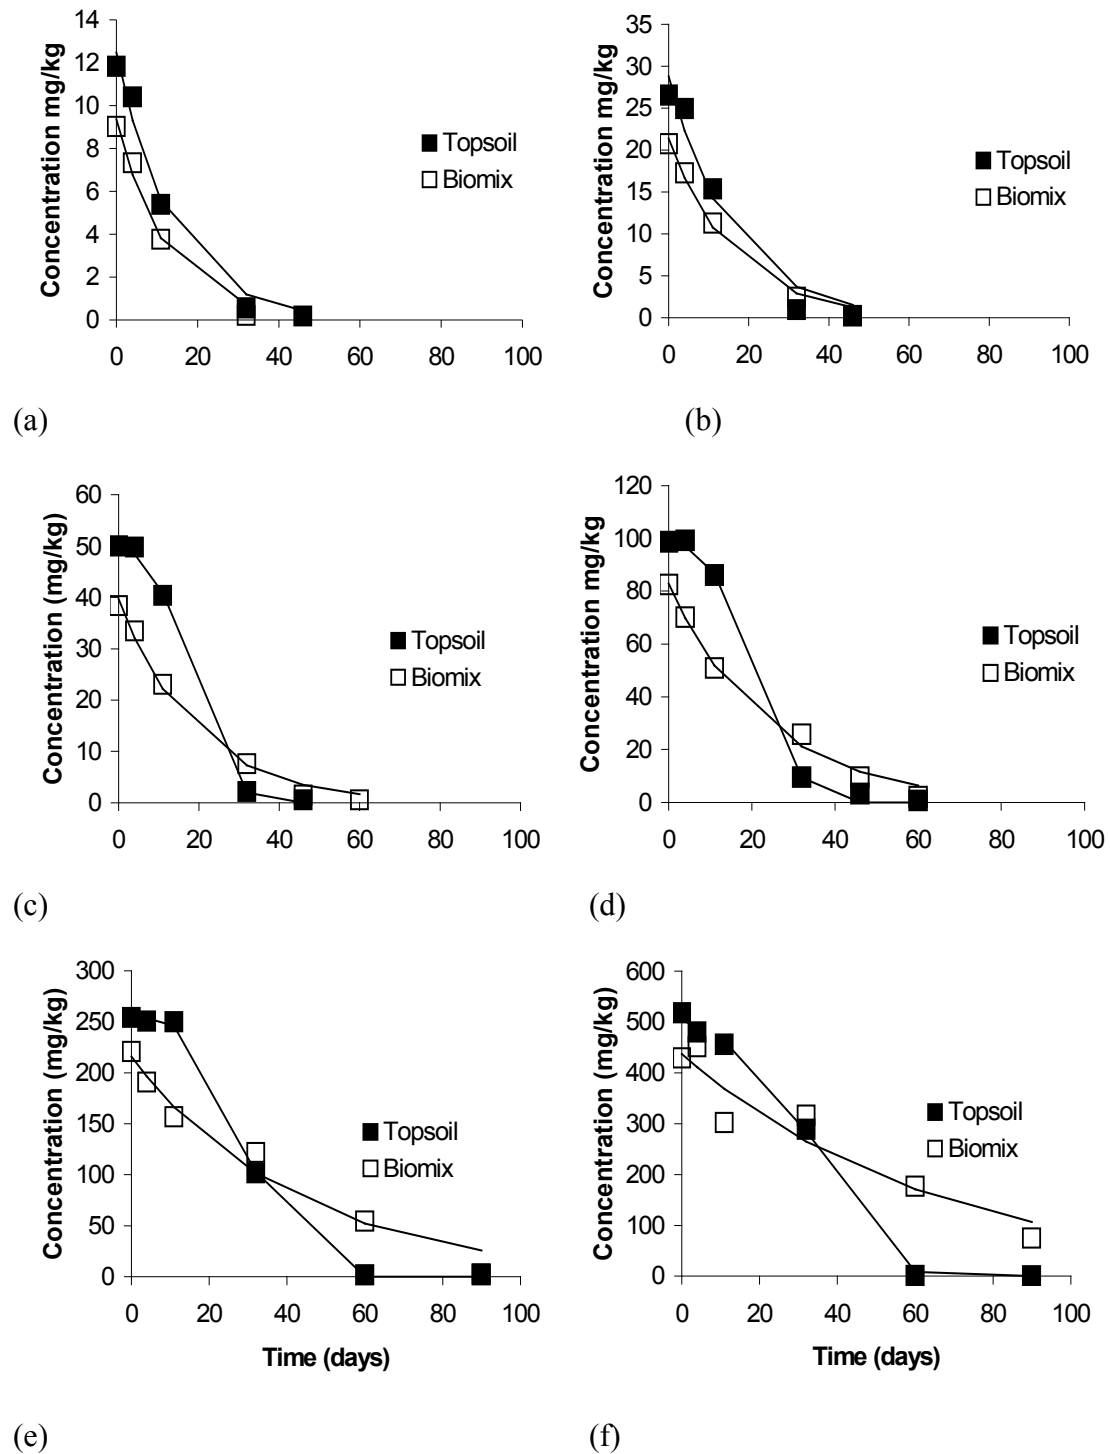 14
12
10
8
6
4
2
0
Concentration mg/kg
Topsoil
Biomix
0 20 40 60 80 100
(a)
35
30
25
20
15
10
5
0
Concentration mg/kg
Topsoil
Biomix
0 20 40 60 80 100
(b)
60
50
40
30
20
10
0
Concentration (mg/kg)
Topsoil
Biomix
0 20 40 60 80 100
(c)
120
100
80
60
40
20
0
Concentration mg/kg
Topsoil
Biomix
0 20 40 60 80 100
(d)
300
250
200
150
100
50
0
Concentration (mg/kg)
Topsoil
Biomix
0 20 40 60 80 100
Time (days)
(e)
600
500
400
300
200
100
0
Concentration (mg/kg)
Topsoil
Biomix
0 20 40 60 80 100
Time (days)
(f)